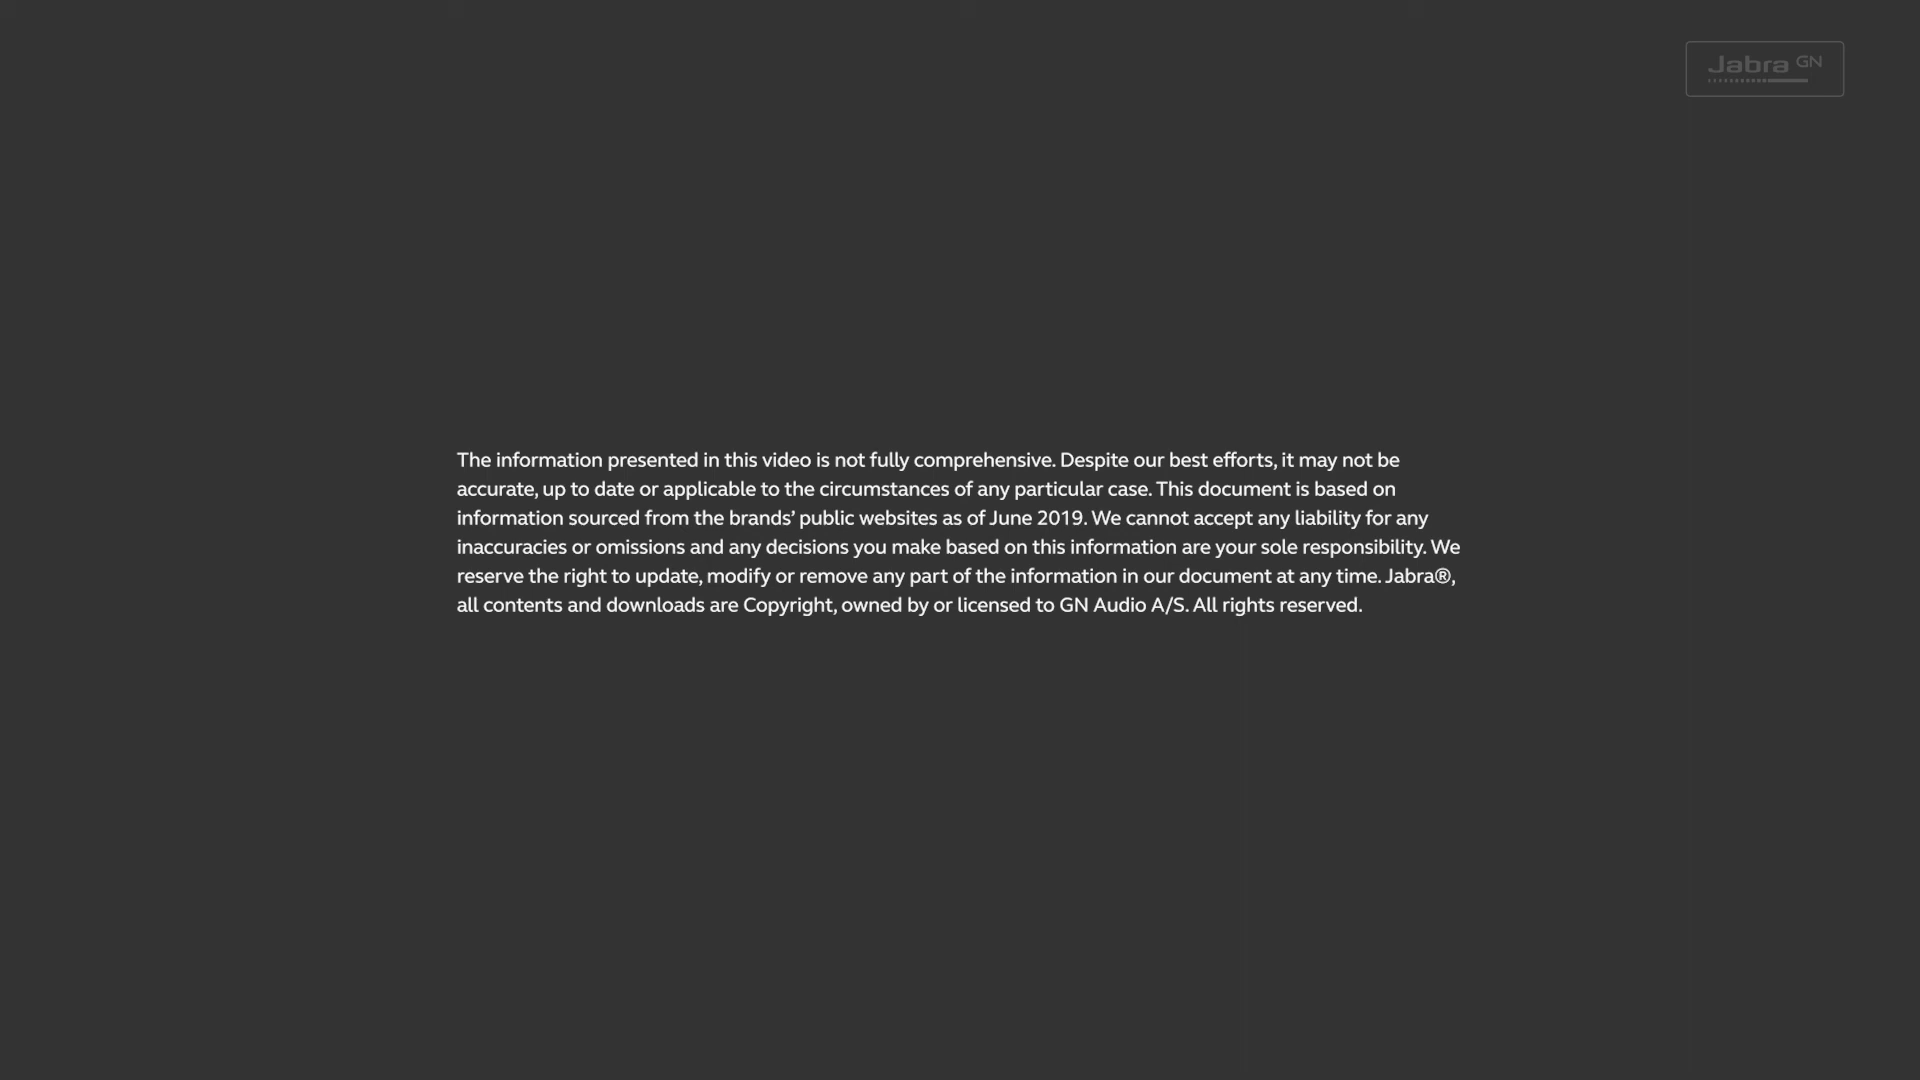 Jabra GN
The information presented in this video is not fully comprehensive. Despite our best efforts, it may not be
accurate, up to date or applicable to the circumstances of any particular case. This document is based on
information sourced from the brands’ public websites as of June 2019. We cannot accept any liability for any
inaccuracies or omissions and any decisions you make based on this information are your sole responsibility. We
reserve the right to update, modify or remove any part of the information in our document at any time. Jabra®,
all contents and downloads are Copyright, owned by or licensed to GN Audio A/S. All rights reserved.